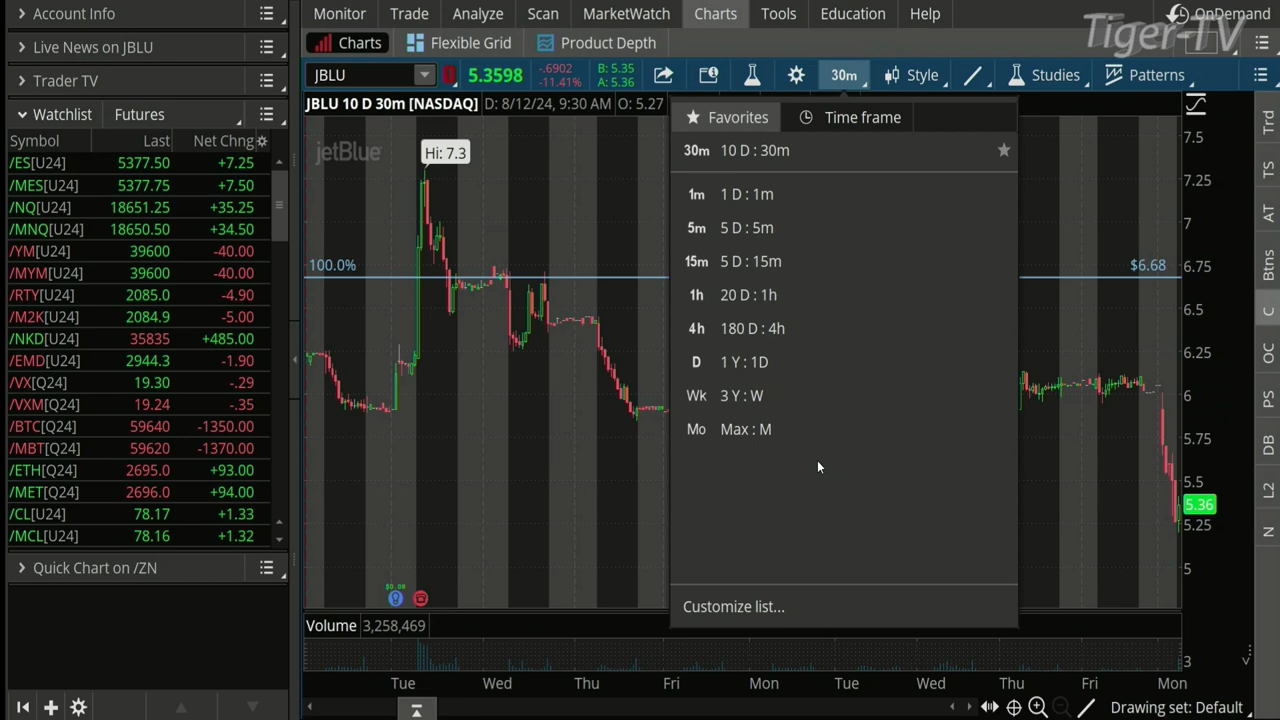 Account Info
Live News on JBLU
Trader TV
Watchlist Futures
Symbol Last Net Chng
/ES[U24] 5377.50 +7.25
/MES[U24] 5377.75 +7.50
/NQ[U24] 18651.25 +35.25
/MNQ[U24] 18650.50 +34.50
/YM[U24] 39600 -40.00
/MYM[U24] 39600 -40.00
/RTY[U24] 2085.0 -4.90
/M2K[U24] 2084.9 -5.00
/NKD[U24] 35835 +485.00
/EMD[U24] 2944.3 -1.90
/VX[Q24] 19.30 -.29
/VXM[Q24] 19.24 -.35
/BTC[Q24] 59640 -1350.00
/MBT[Q24] 59620 -1370.00
/ETH[Q24] 2695.0 +93.00
/MET[Q24] 2696.0 +94.00
/CL[U24] 78.17 +1.33
/MCL[U24] 78.16 +1.32
Quick Chart on /ZN
Monitor Trade Analyze Scan MarketWatch Charts Tools Education Help
OnDemand
Tiger-TV
Charts Flexible Grid Product Depth
JBLU 5.3598 -.6902 -11.41% B: 5.35 A: 5.36 30m Style Studies Patterns
JBLU 10 D 30m [NASDAQ] D: 8/12/24, 9:30 AM O: 5.27
jetBlue
Hi: 7.3
100.0%
$6.68
$0.08
Favorites Time frame
30m 10 D : 30m
1m 1 D : 1m
5m 5 D : 5m
15m 5 D : 15m
1h 20 D : 1h
4h 180 D : 4h
D 1 Y : 1D
Wk 3 Y : W
Mo Max : M
Customize list...
7.5
7.25
7
6.75
6.5
6.25
6
5.75
5.5
5.36
5.25
5
Volume 3,258,469
3
Tue Wed Thu Fri Mon Tue Wed Thu Fri Mon
Drawing set: Default
Trd
TS
AT
Btns
C
OC
PS
DB
L2
N